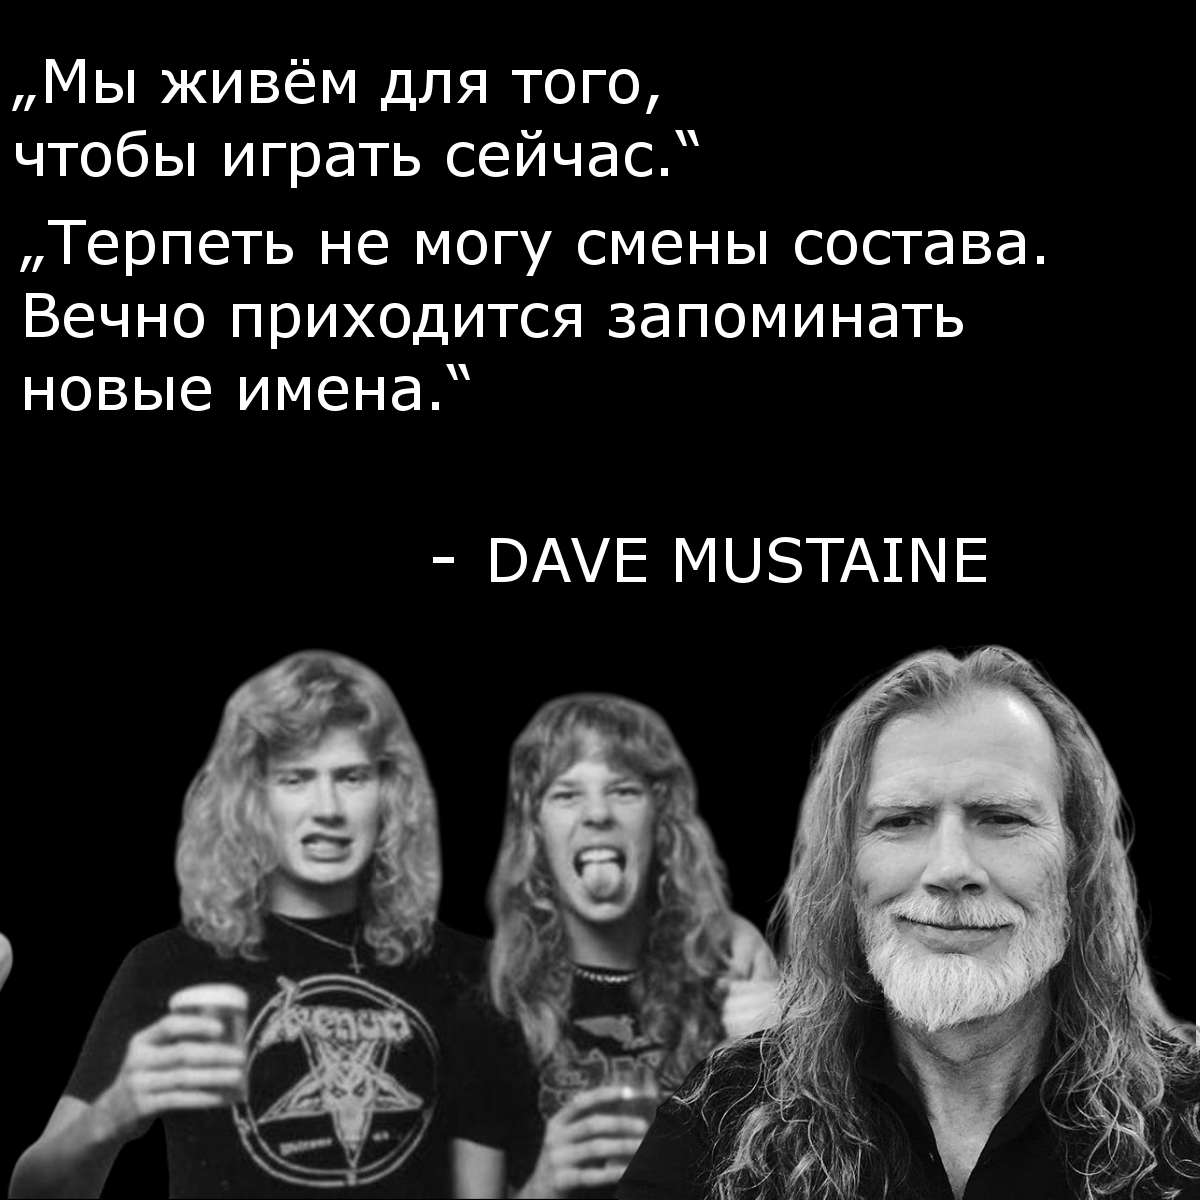 „Мы живём для того,
чтобы играть сейчас.“
„Терпеть не могу смены состава.
Вечно приходится запоминать
новые имена.“
- DAVE MUSTAINE
venom